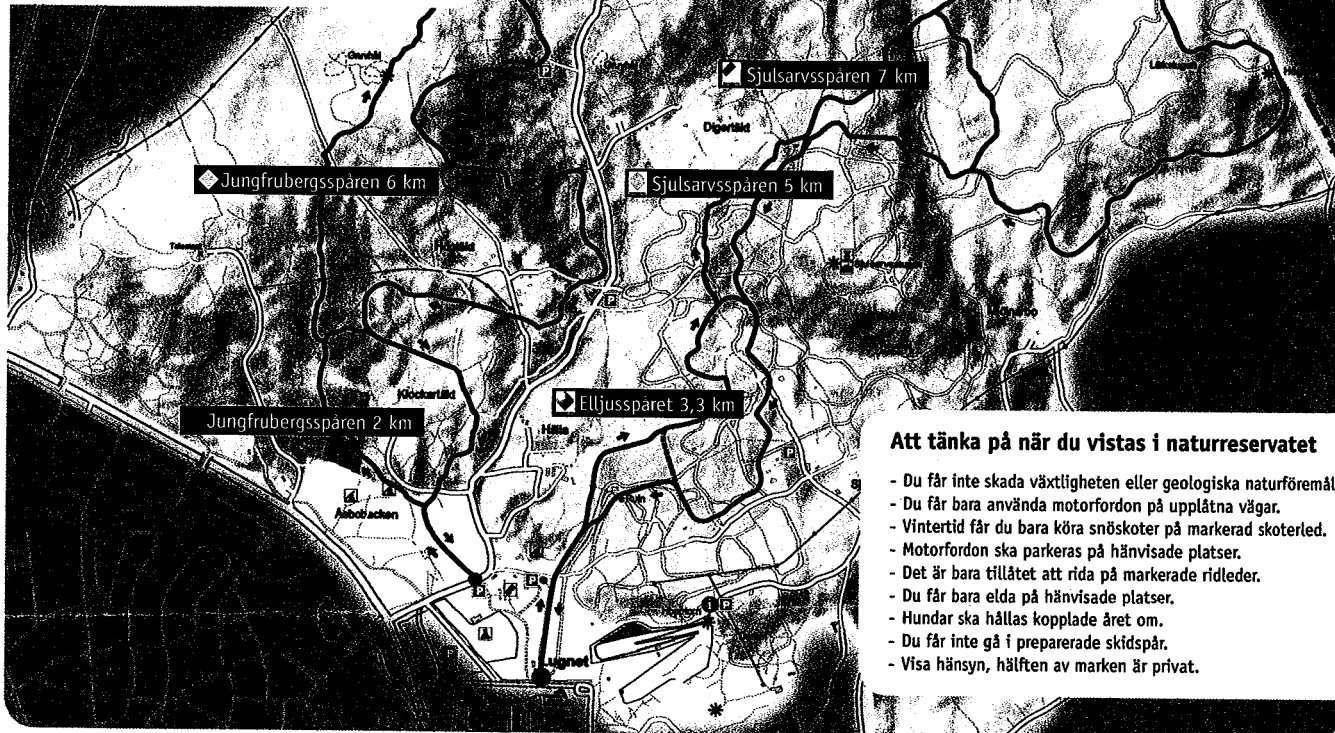 Sjulsarvsspåren 7 km
Digertäkt
Jungfrubergsspåren 6 km
Sjulsarvsspåren 5 km
P
P
Elljusspåret 3,3 km
Klockartäkt
Hälla
Jungfrubergsspåren 2 km
Aabobacken
P
P
P
P
i
Lugnet
Att tänka på när du vistas i naturreservatet
- Du får inte skada växtligheten eller geologiska naturföremål
- Du får bara använda motorfordon på upplåtna vägar.
- Vintertid får du bara köra snöskoter på markerad skoterled.
- Motorfordon ska parkeras på hänvisade platser.
- Det är bara tillåtet att rida på markerade ridleder.
- Du får bara elda på hänvisade platser.
- Hundar ska hållas kopplade året om.
- Du får inte gå i preparerade skidspår.
- Visa hänsyn, hälften av marken är privat.